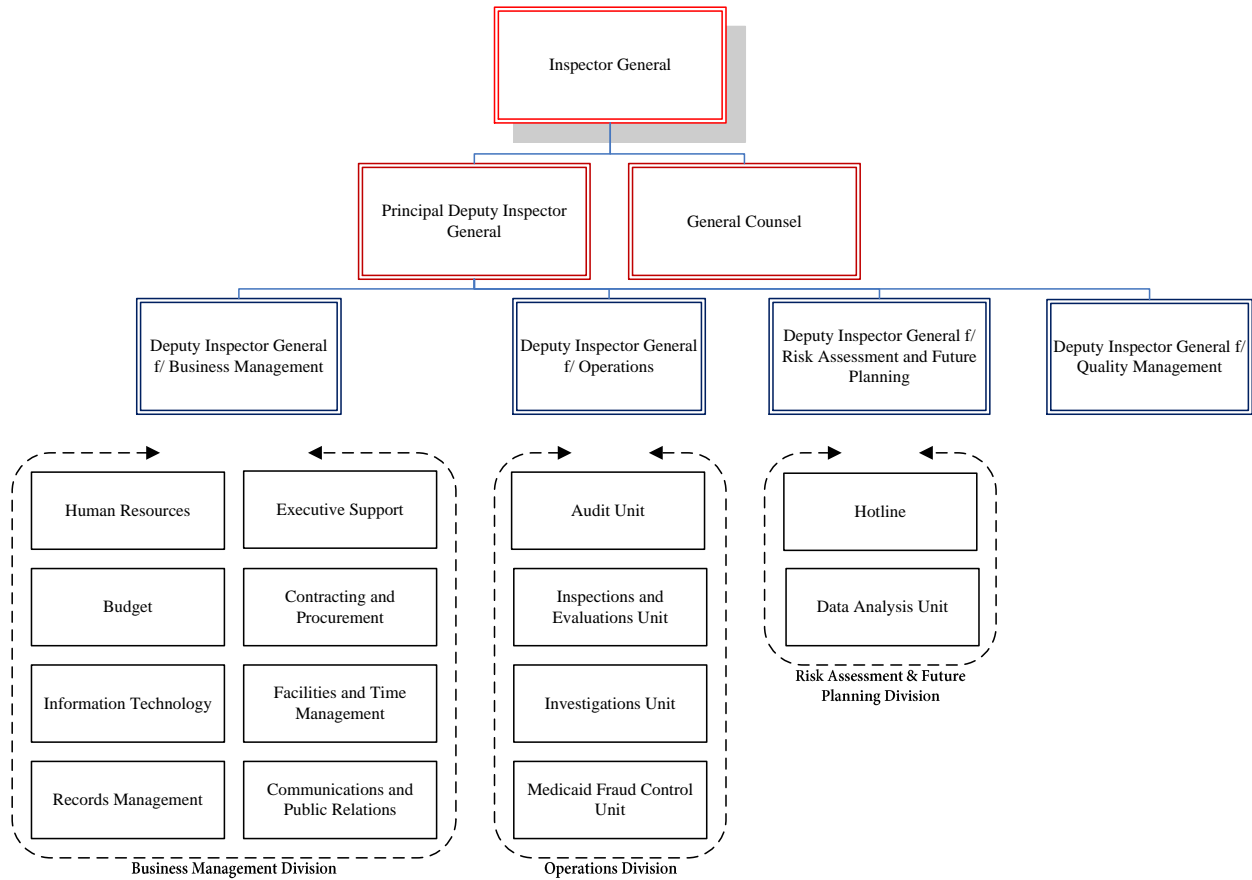 Inspector General
Principal Deputy Inspector
General
General Counsel
Deputy Inspector General
f/ Business Management
Deputy Inspector General
f/ Operations
Deputy Inspector General f/
Risk Assessment and Future
Planning
Deputy Inspector General f/
Quality Management
Human Resources
Executive Support
Budget
Contracting and
Procurement
Information Technology
Facilities and Time
Management
Records Management
Communications and
Public Relations
Business Management Division
Audit Unit
Inspections and
Evaluations Unit
Investigations Unit
Medicaid Fraud Control
Unit
Operations Division
Hotline
Data Analysis Unit
Risk Assessment & Future
Planning Division